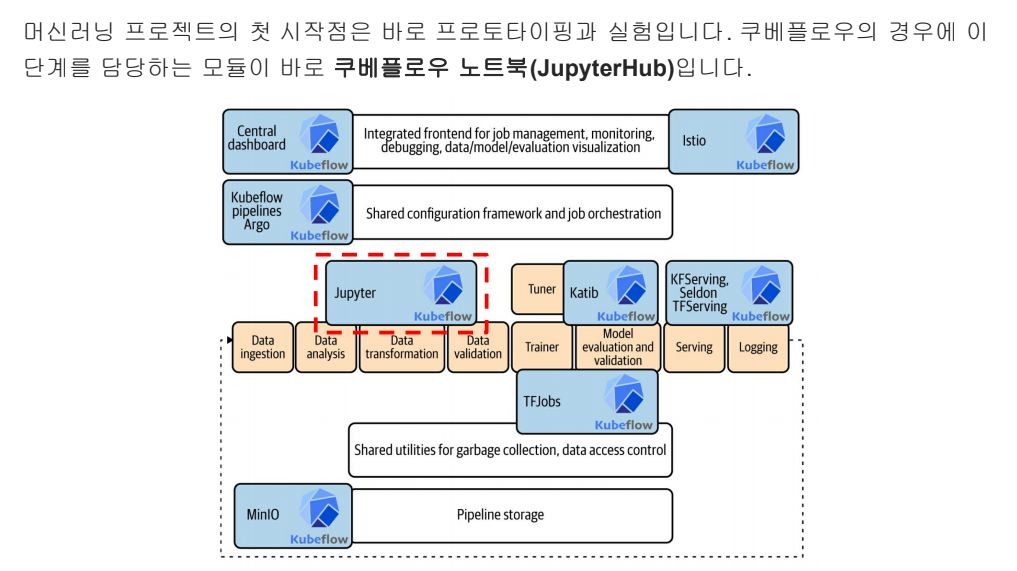 머신러닝 프로젝트의 첫 시작점은 바로 프로토타이핑과 실험입니다. 쿠베플로우의 경우에 이
단계를 담당하는 모듈이 바로 쿠베플로우 노트북(JupyterHub)입니다.
Central
dashboard
Kubeflow
Integrated frontend for job management, monitoring,
debugging, data/model/evaluation visualization
Istio
Kubeflow
Kubeflow
pipelines
Argo
Kubeflow
Shared configuration framework and job orchestration
Jupyter
Kubeflow
Tuner
Katib
Kubeflow
KFServing,
Seldon
TFServing
Kubeflow
Data
ingestion
Data
analysis
Data
transformation
Data
validation
Trainer
Model
evaluation and
validation
Serving
Logging
TFJobs
Kubeflow
Shared utilities for garbage collection, data access control
MinIO
Kubeflow
Pipeline storage